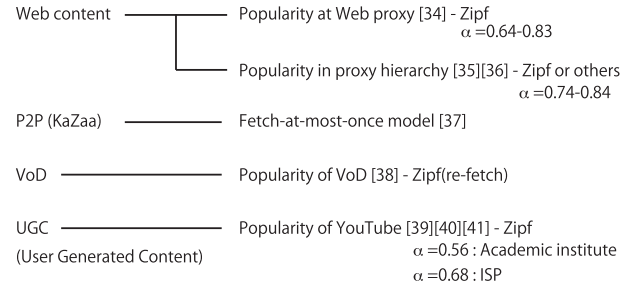 Web content Popularity at Web proxy [34] - Zipf
α =0.64-0.83
Popularity in proxy hierarchy [35][36] - Zipf or others
α =0.74-0.84
P2P (KaZaa) Fetch-at-most-once model [37]
VoD Popularity of VoD [38] - Zipf(re-fetch)
UGC Popularity of YouTube [39][40][41] - Zipf
(User Generated Content) α =0.56 : Academic institute
α =0.68 : ISP